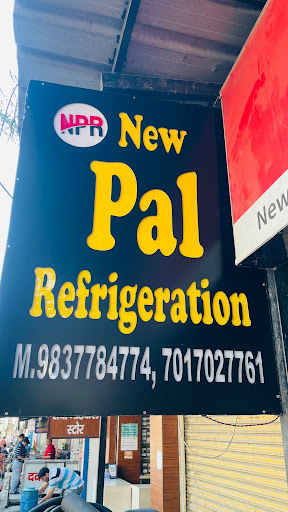 NPR New
Pal
Refrigeration
M.9837784774, 7017027761
New
स्टोर